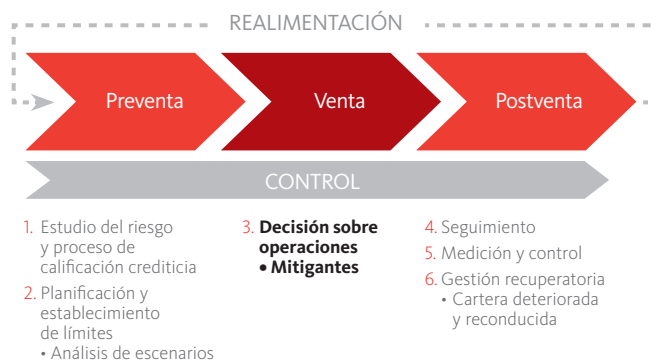 REALIMENTACIÓN
Preventa
Venta
Postventa
CONTROL
1. Estudio del riesgo
y proceso de
calificación crediticia
2. Planificación y
establecimiento
de límites
• Análisis de escenarios
3. Decisión sobre
operaciones
• Mitigantes
4. Seguimiento
5. Medición y control
6. Gestión recuperatoria
• Cartera deteriorada
y reconducida